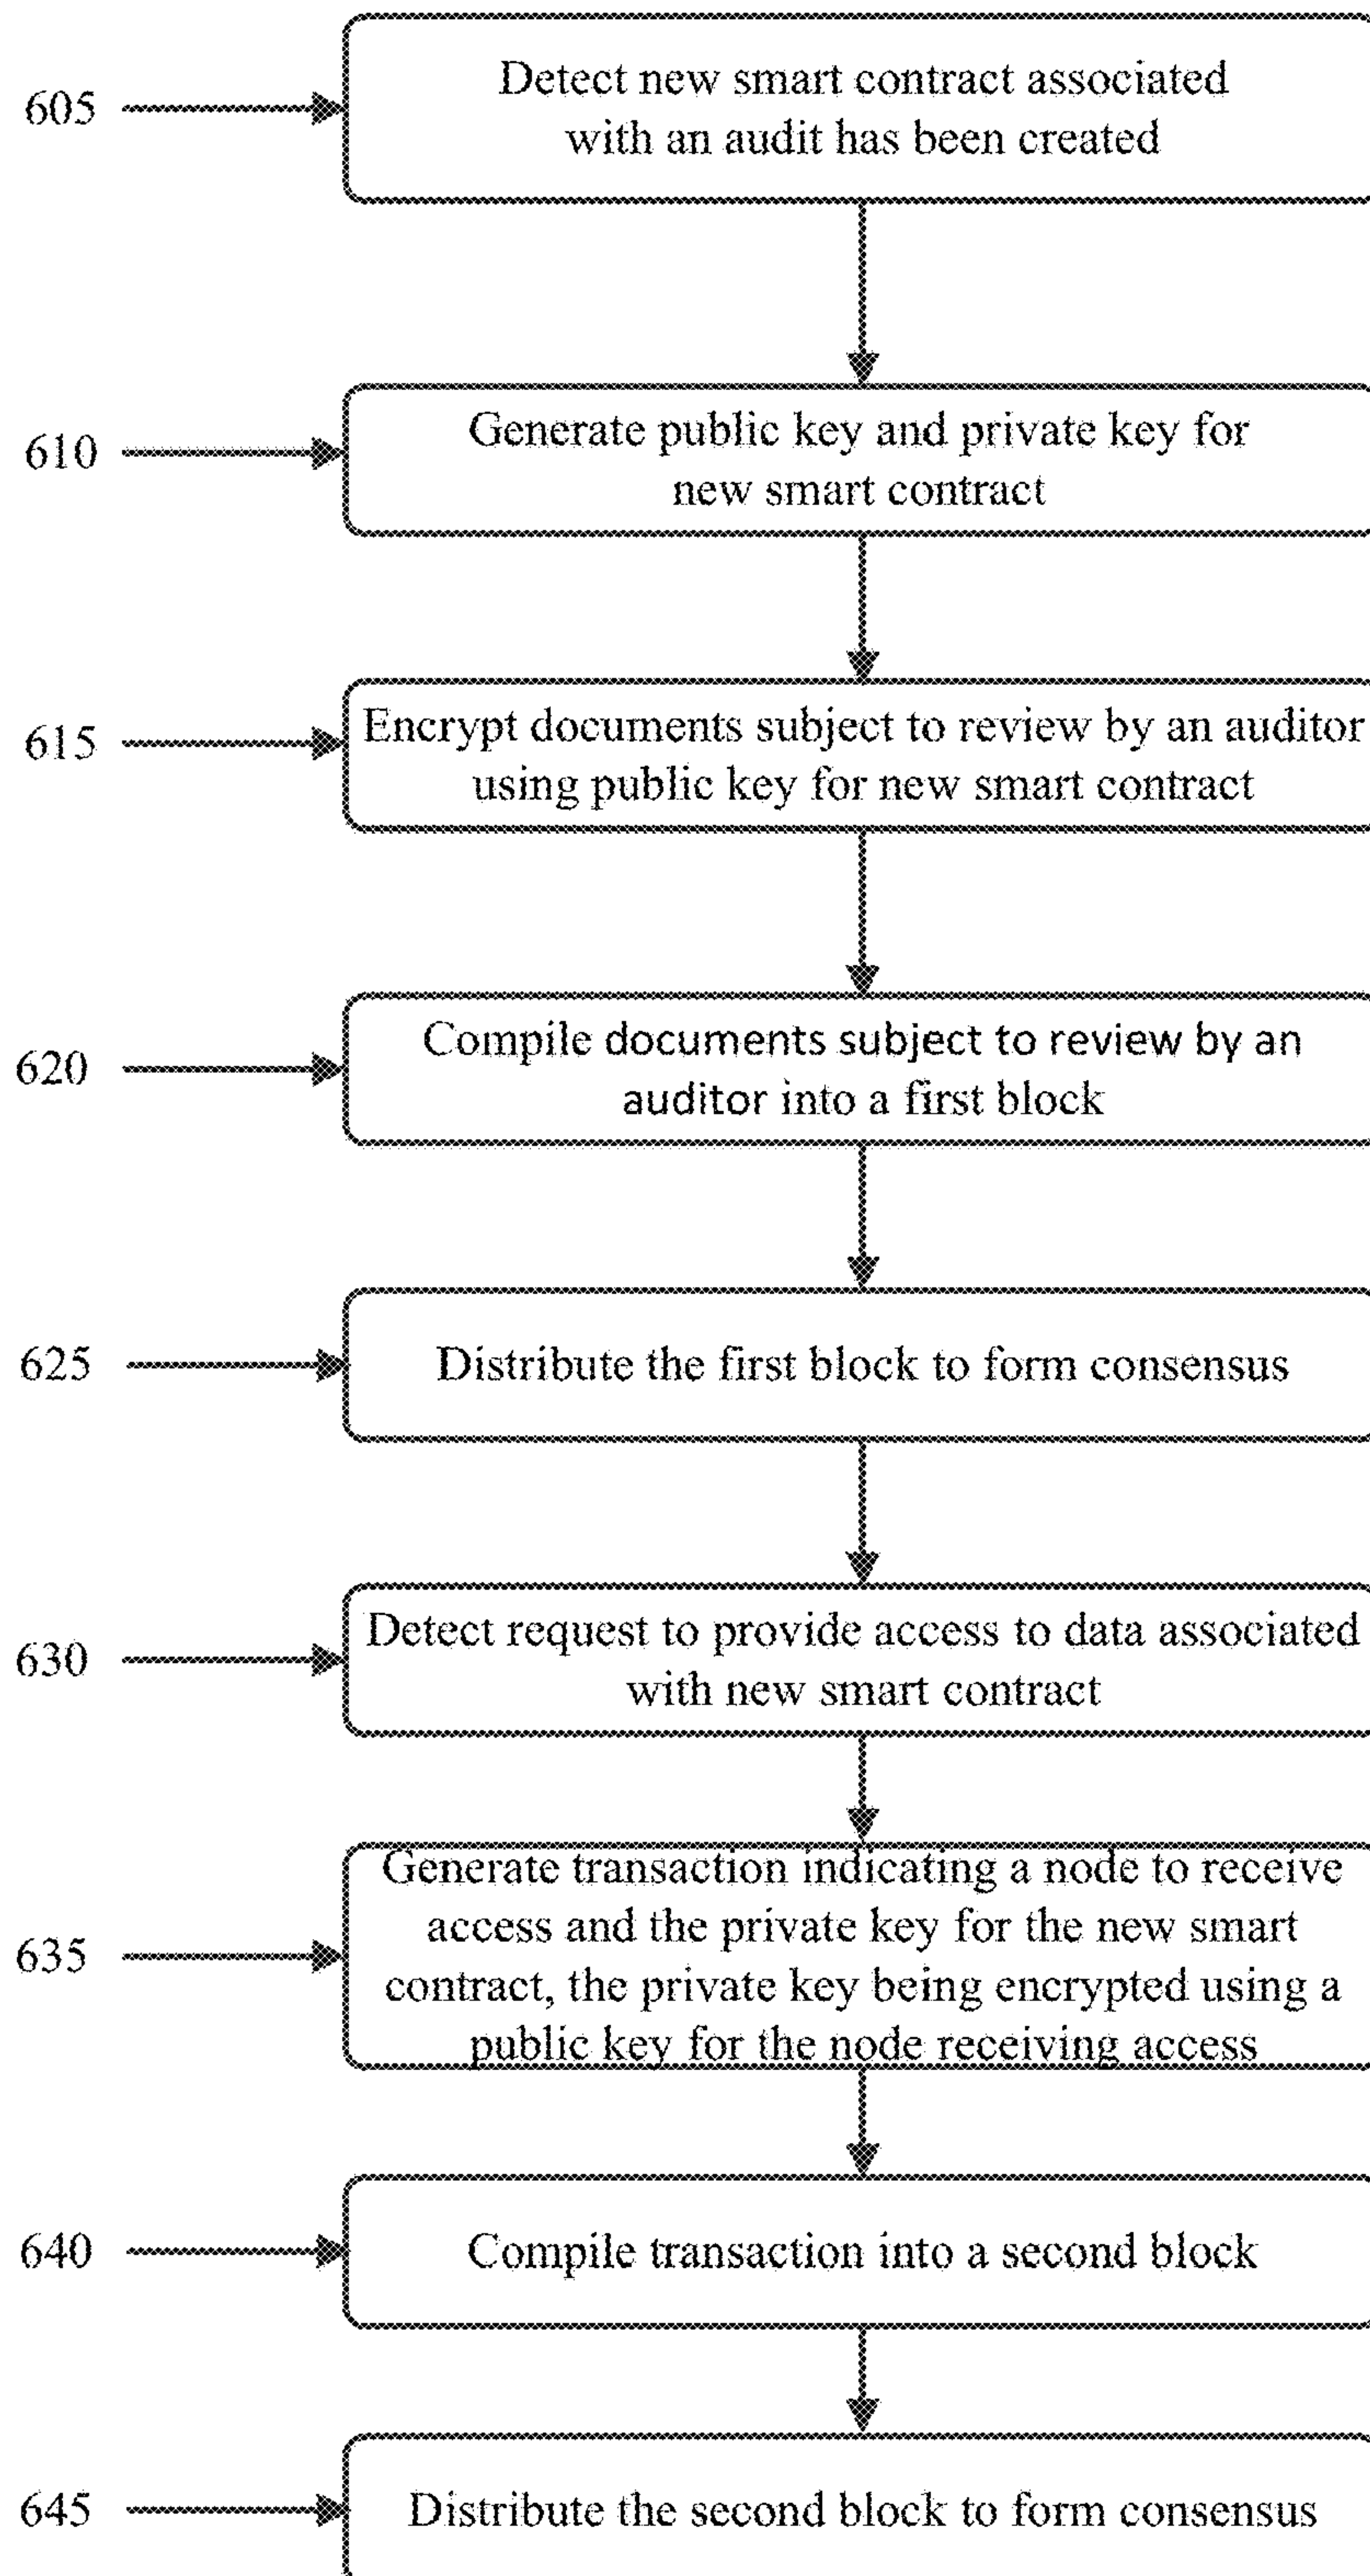 605
Detect new smart contract associated
with an audit has been created
610
Generate public key and private key for
new smart contract
615
Encrypt documents subject to review by an auditor
using public key for new smart contract
620
Compile documents subject to review by an
auditor into a first block
625
Distribute the first block to form consensus
630
Detect request to provide access to data associated
with new smart contract
635
Generate transaction indicating a node to receive
access and the private key for the new smart
contract, the private key being encrypted using a
public key for the node receiving access
640
Compile transaction into a second block
645
Distribute the second block to form consensus